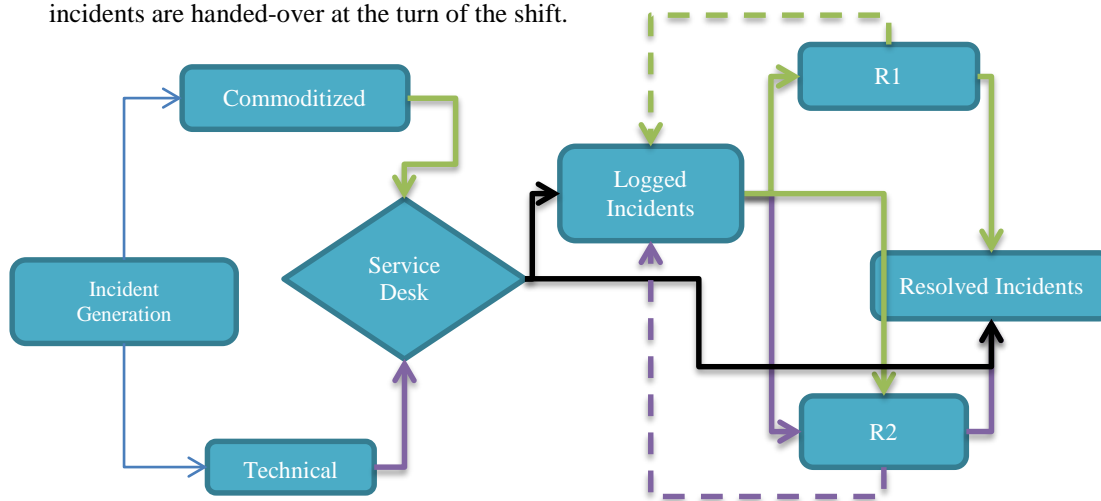 incidents are handed-over at the turn of the shift.
Commoditized
R1
Logged
Incidents
Service
Desk
Incident
Generation
Resolved Incidents
R2
Technical